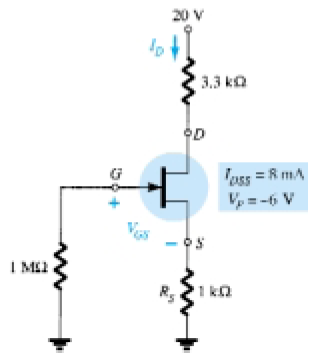 20 V
I_D
3.3 kΩ
D
G
I_DSS = 8 mA
V_P = -6 V
+
V_GS
−
S
1 MΩ
R_S
1 kΩ